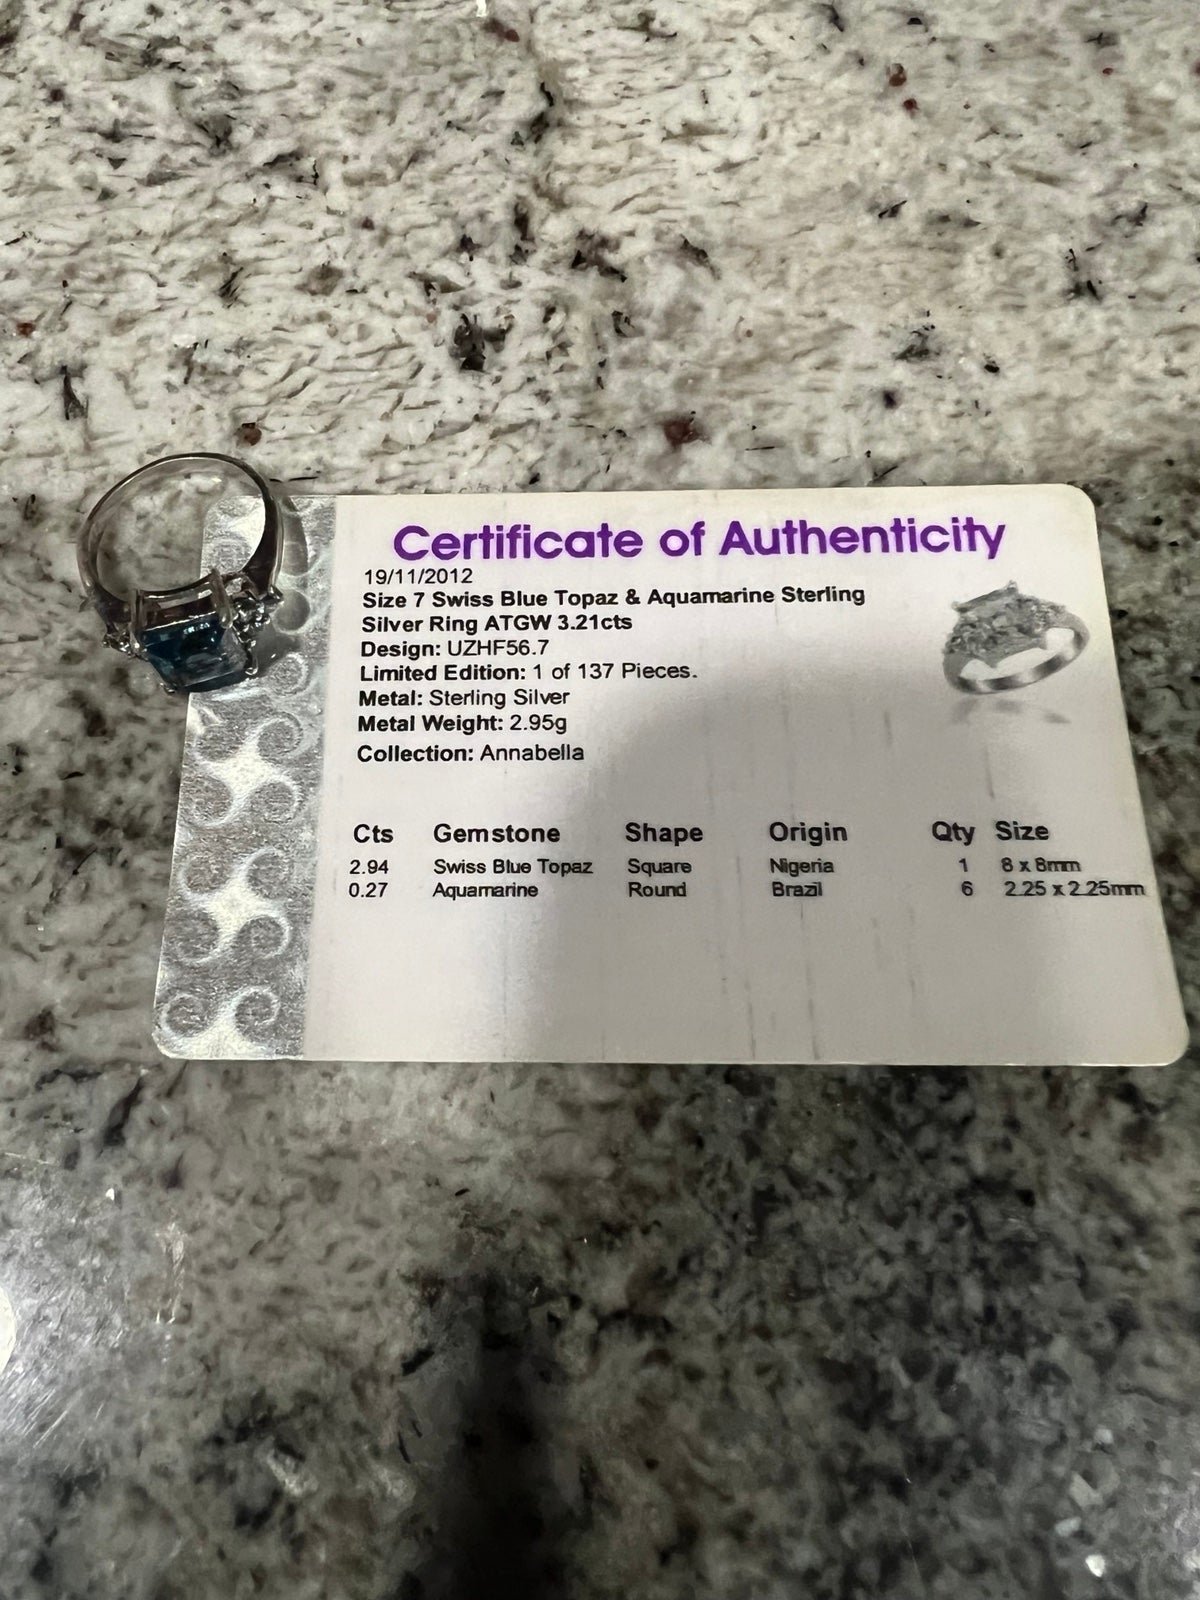 Certificate of Authenticity
19/11/2012
Size 7 Swiss Blue Topaz & Aquamarine Sterling
Silver Ring ATGW 3.21cts
Design: UZHF56.7
Limited Edition: 1 of 137 Pieces.
Metal: Sterling Silver
Metal Weight: 2.95g
Collection: Annabella
Cts Gemstone Shape Origin Qty Size
2.94 Swiss Blue Topaz Square Nigeria 1 8 x 8mm
0.27 Aquamarine Round Brazil 6 2.25 x 2.25mm